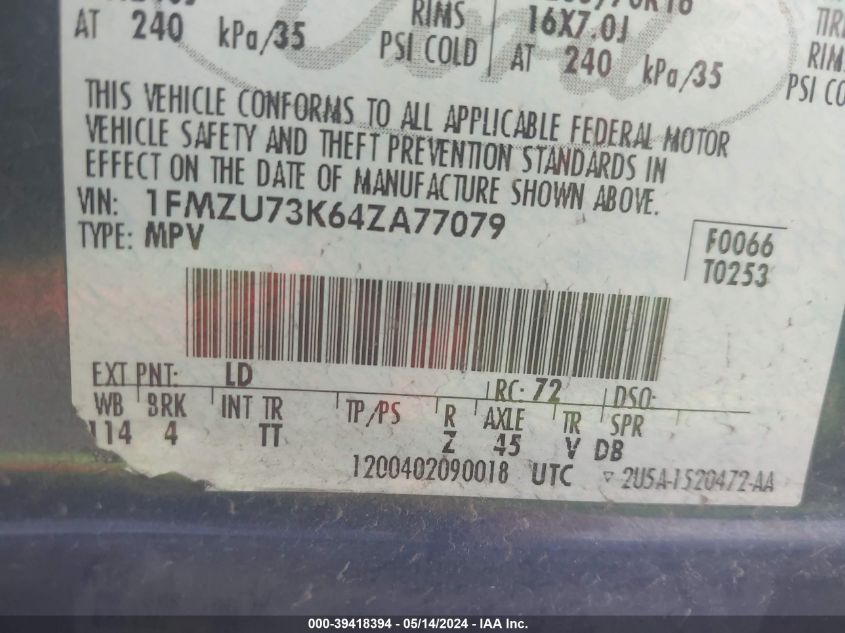 RIMS 16X7.0J
AT 240 kPa/35 PSI COLD AT 240 kPa/35 PSI CO
THIS VEHICLE CONFORMS TO ALL APPLICABLE FEDERAL MOTOR
VEHICLE SAFETY AND THEFT PREVENTION STANDARDS IN
EFFECT ON THE DATE OF MANUFACTURE SHOWN ABOVE.
VIN: 1FMZU73K64ZA77079
TYPE: MPV
F0066
T0253
EXT PNT: LD RC: 72 DSO:
WB BRK INT TR TP/PS R AXLE TR SPR
114 4 TT Z 45 V DB
1200402090018 UTC ▽ 2U5A-1520472-AA
000-39418394 - 05/14/2024 - IAA Inc.